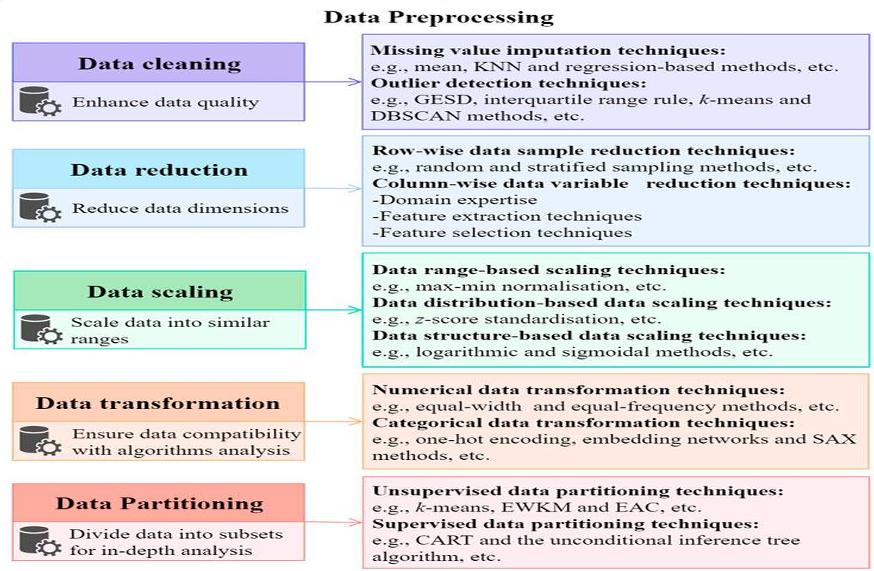 Data Preprocessing
Data cleaning
Enhance data quality
Missing value imputation techniques:
e.g., mean, KNN and regression-based methods, etc.
Outlier detection techniques:
e.g., GESD, interquartile range rule, k-means and
DBSCAN methods, etc.
Data reduction
Reduce data dimensions
Row-wise data sample reduction techniques:
e.g., random and stratified sampling methods, etc.
Column-wise data variable reduction techniques:
-Domain expertise
-Feature extraction techniques
-Feature selection techniques
Data scaling
Scale data into similar
ranges
Data range-based scaling techniques:
e.g., max-min normalisation, etc.
Data distribution-based data scaling techniques:
e.g., z-score standardisation, etc.
Data structure-based data scaling techniques:
e.g., logarithmic and sigmoidal methods, etc.
Data transformation
Ensure data compatibility
with algorithms analysis
Numerical data transformation techniques:
e.g., equal-width and equal-frequency methods, etc.
Categorical data transformation techniques:
e.g., one-hot encoding, embedding networks and SAX
methods, etc.
Data Partitioning
Divide data into subsets
for in-depth analysis
Unsupervised data partitioning techniques:
e.g., k-means, EWKM and EAC, etc.
Supervised data partitioning techniques:
e.g., CART and the unconditional inference tree
algorithm, etc.